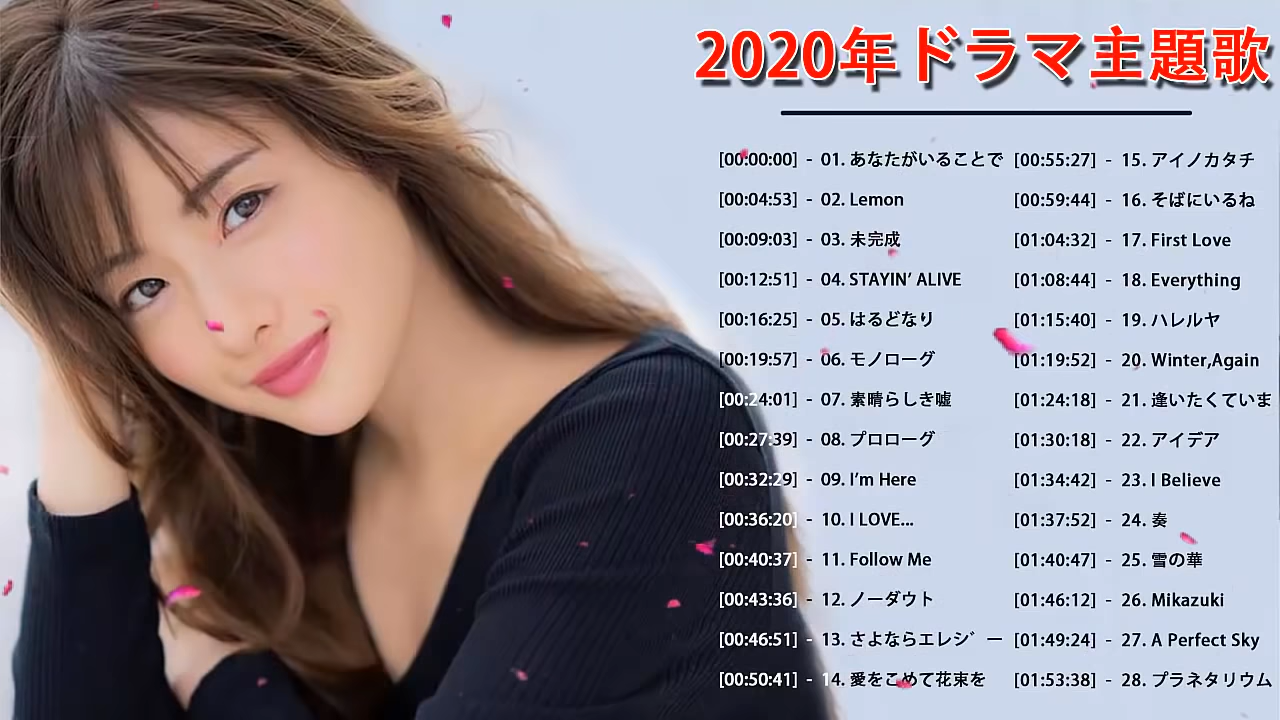 2020年ドラマ主題歌
[00:00:00] - 01. あなたがいることで
[00:04:53] - 02. Lemon
[00:09:03] - 03. 未完成
[00:12:51] - 04. STAYIN’ ALIVE
[00:16:25] - 05. はるどなり
[00:19:57] - 06. モノローグ
[00:24:01] - 07. 素晴らしき嘘
[00:27:39] - 08. プロローグ
[00:32:29] - 09. I’m Here
[00:36:20] - 10. I LOVE...
[00:40:37] - 11. Follow Me
[00:43:36] - 12. ノーダウト
[00:46:51] - 13. さよならエレジーー
[00:50:41] - 14. 愛をこめて花束を
[00:55:27] - 15. アイノカタチ
[00:59:44] - 16. そばにいるね
[01:04:32] - 17. First Love
[01:08:44] - 18. Everything
[01:15:40] - 19. ハレルヤ
[01:19:52] - 20. Winter,Again
[01:24:18] - 21. 逢いたくていま
[01:30:18] - 22. アイデア
[01:34:42] - 23. I Believe
[01:37:52] - 24. 奏
[01:40:47] - 25. 雪の華
[01:46:12] - 26. Mikazuki
[01:49:24] - 27. A Perfect Sky
[01:53:38] - 28. プラネタリウム